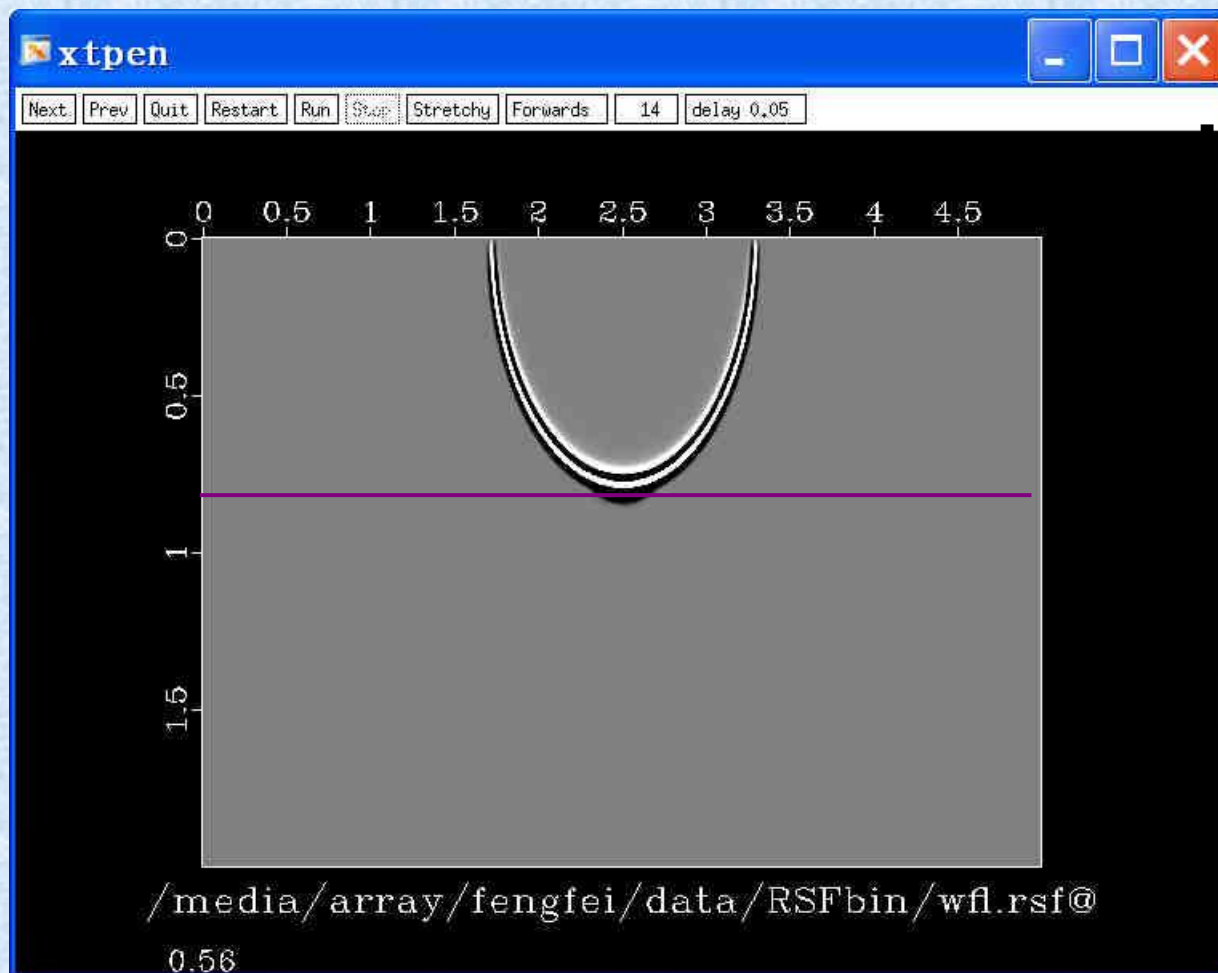 xtpen
Next Prev Quit Restart Run Stop Stretchy Forwards 14 delay 0.05
0 0.5 1 1.5 2 2.5 3 3.5 4 4.5
0
0.5
1
1.5
/media/array/fengfei/data/RSFbin/wfl.rsf@
0.56